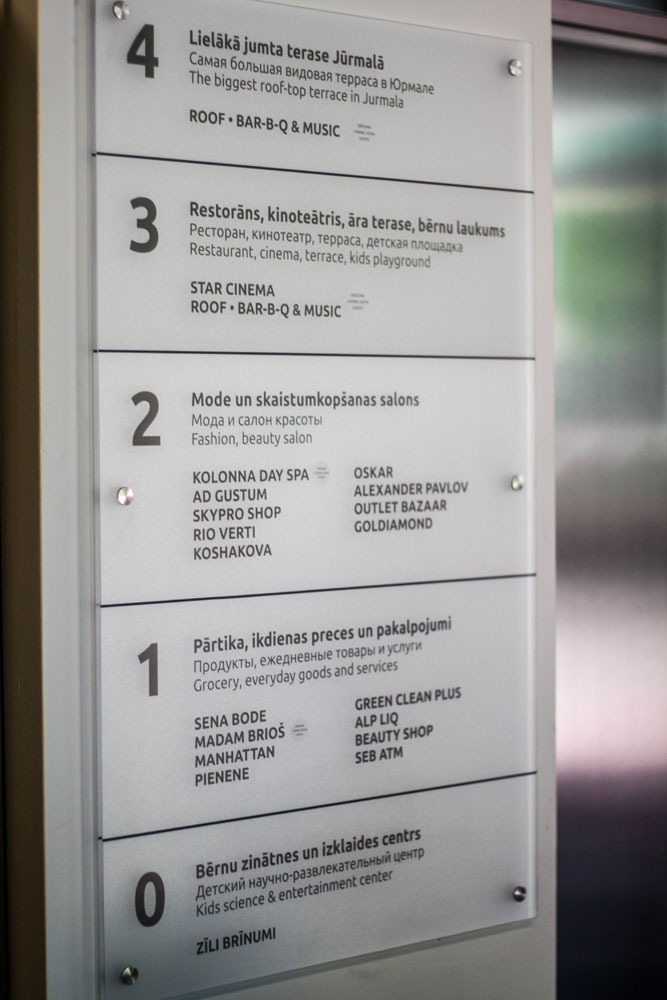 4
Lielākā jumta terase Jūrmalā
Самая большая видовая терраса в Юрмале
The biggest roof-top terrace in Jurmala
ROOF • BAR-B-Q & MUSIC
3
Restorāns, kinoteātris, āra terase, bērnu laukums
Ресторан, кинотеатр, терраса, детская площадка
Restaurant, cinema, terrace, kids playground
STAR CINEMA
ROOF • BAR-B-Q & MUSIC
2
Mode un skaistumkopšanas salons
Мода и салон красоты
Fashion, beauty salon
KOLONNA DAY SPA
AD GUSTUM
SKYPRO SHOP
RIO VERTI
KOSHAKOVA
OSKAR
ALEXANDER PAVLOV
OUTLET BAZAAR
GOLDIAMOND
1
Pārtika, ikdienas preces un pakalpojumi
Продукты, ежедневные товары и услуги
Grocery, everyday goods and services
SENA BODE
MADAM BRIOŠ
MANHATTAN
PIENENE
GREEN CLEAN PLUS
ALP LIQ
BEAUTY SHOP
SEB ATM
0
Bērnu zinātnes un izklaides centrs
Детский научно-развлекательный центр
Kids science & entertainment center
ZĪLI BRĪNUMI